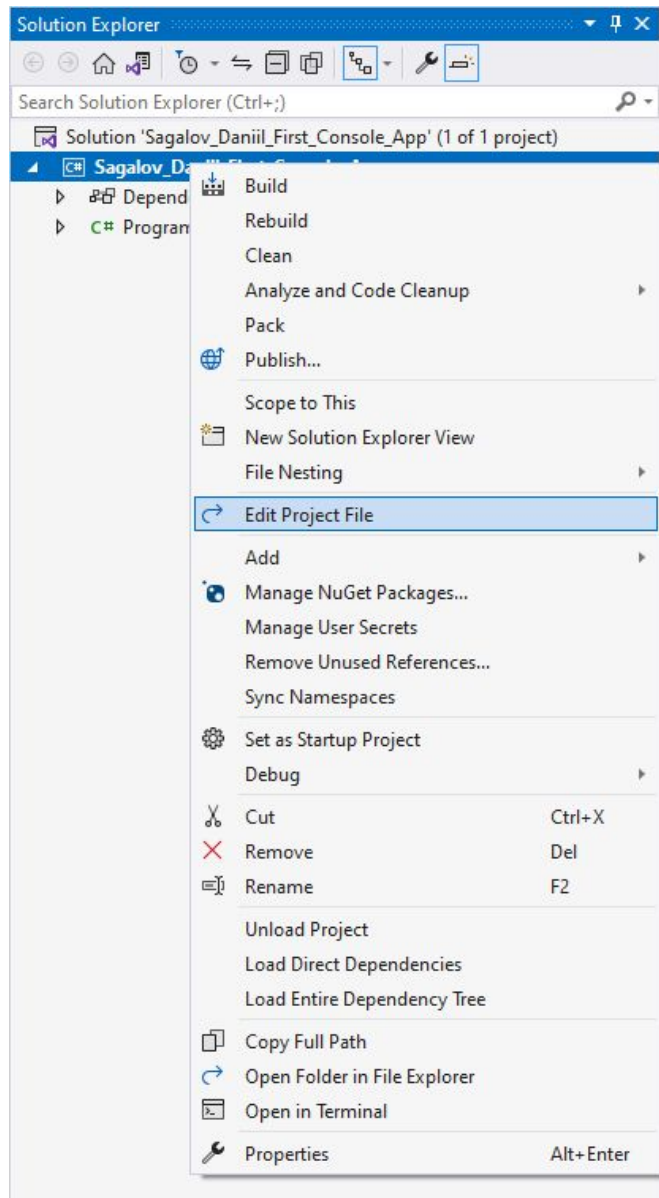 Solution Explorer
Search Solution Explorer (Ctrl+;)
Solution 'Sagalov_Daniil_First_Console_App' (1 of 1 project)
C# Sagalov_Da
Depend
C# Program
Build
Rebuild
Clean
Analyze and Code Cleanup
Pack
Publish...
Scope to This
New Solution Explorer View
File Nesting
Edit Project File
Add
Manage NuGet Packages...
Manage User Secrets
Remove Unused References...
Sync Namespaces
Set as Startup Project
Debug
Cut Ctrl+X
Remove Del
Rename F2
Unload Project
Load Direct Dependencies
Load Entire Dependency Tree
Copy Full Path
Open Folder in File Explorer
Open in Terminal
Properties Alt+Enter